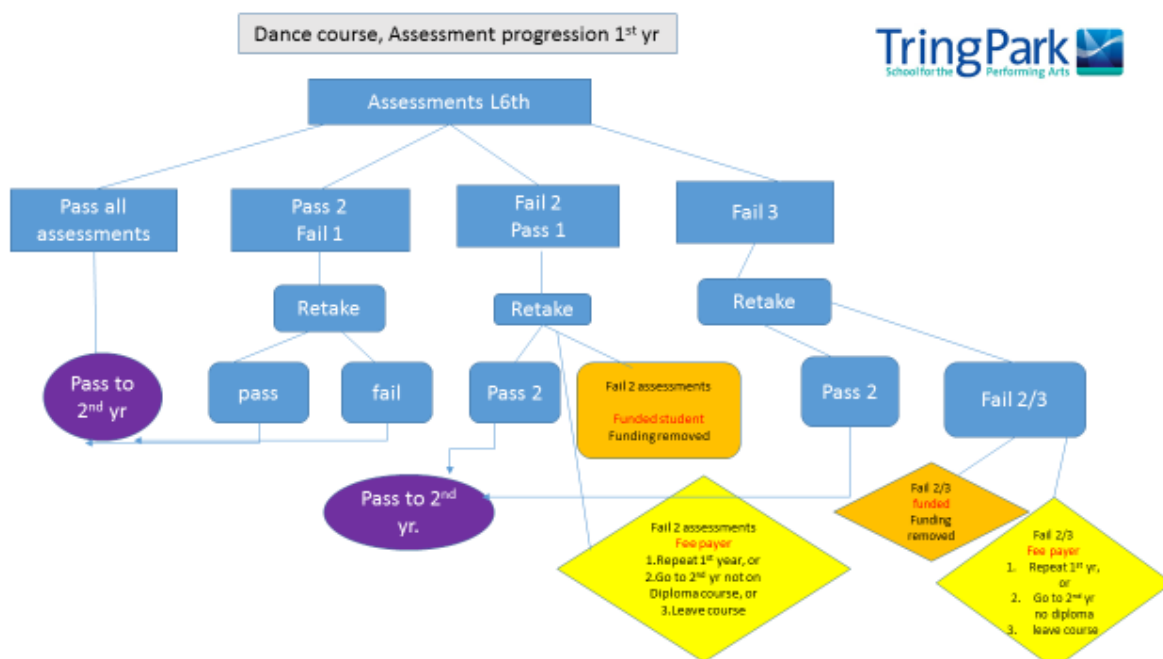 Dance course, Assessment progression 1st yr
TringPark
School for the Performing Arts
Assessments L6th
Pass all
assessments
Pass 2
Fail 1
Fail 2
Pass 1
Fail 3
Retake
Retake
Retake
Pass to
2nd yr
pass
fail
Pass 2
Fail 2 assessments
Funded student
Funding removed
Pass 2
Fail 2/3
Pass to 2nd
yr.
Fail 2 assessments
Fee payer
1.Repeat 1st year, or
2.Go to 2nd yr not on
Diploma course, or
3.Leave course
Fail 2/3
funded
Funding
removed
Fail 2/3
Fee payer
1. Repeat 1st yr,
or
2. Go to 2nd yr
no diploma
3. leave course